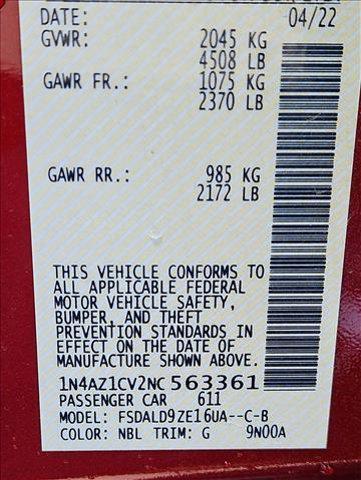 DATE: 04/22
GVWR: 2045 KG
4508 LB
GAWR FR.: 1075 KG
2370 LB
GAWR RR.: 985 KG
2172 LB
THIS VEHICLE CONFORMS TO
ALL APPLICABLE FEDERAL
MOTOR VEHICLE SAFETY,
BUMPER, AND THEFT
PREVENTION STANDARDS IN
EFFECT ON THE DATE OF
MANUFACTURE SHOWN ABOVE.
1N4AZ1CV2NC563361
PASSENGER CAR 611
MODEL: FSDALD9ZE16UA--C-B
COLOR: NBL TRIM: G 9N00A